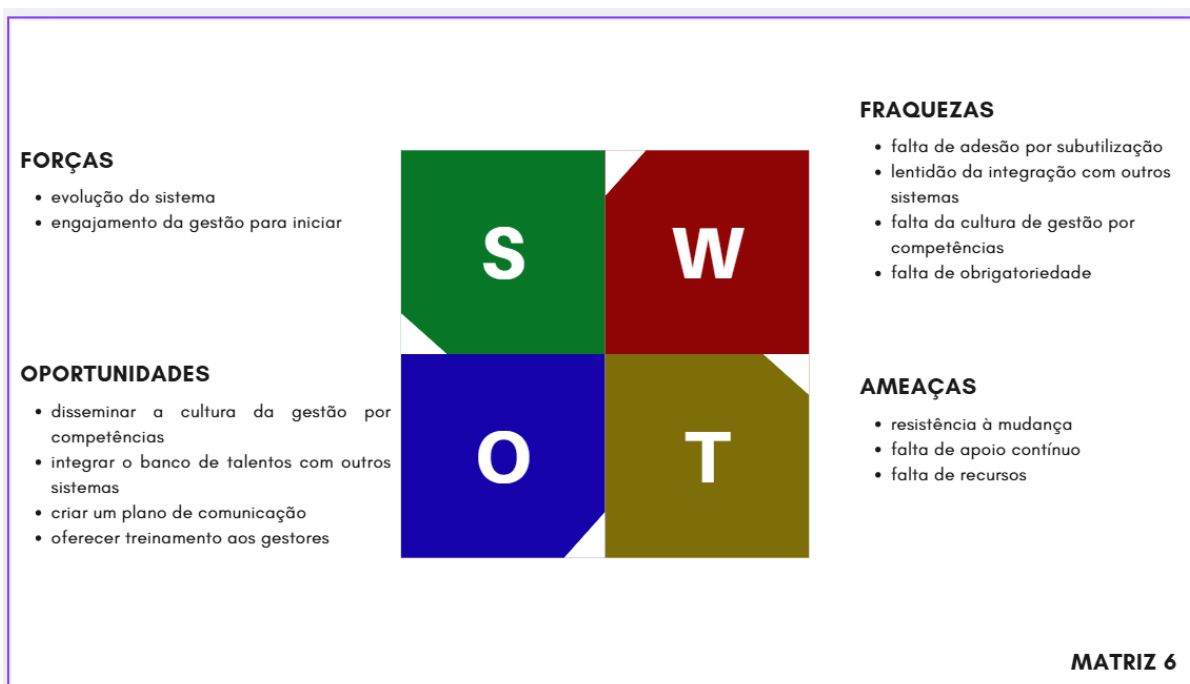 FORÇAS
• evolução do sistema
• engajamento da gestão para iniciar
FRAQUEZAS
• falta de adesão por subutilização
• lentidão da integração com outros
sistemas
• falta da cultura de gestão por
competências
• falta de obrigatoriedade
S
W
O
T
OPORTUNIDADES
• disseminar a cultura da gestão por
competências
• integrar o banco de talentos com outros
sistemas
• criar um plano de comunicação
• oferecer treinamento aos gestores
AMEAÇAS
• resistência à mudança
• falta de apoio contínuo
• falta de recursos
MATRIZ 6